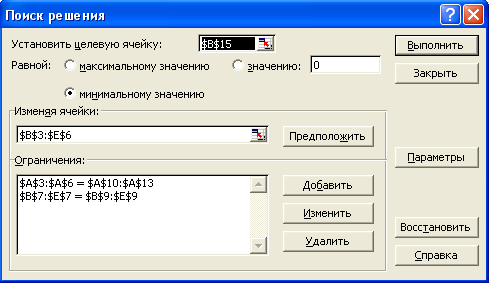 Поиск решения
Установить целевую ячейку: $B$15 Выполнить
Равной: максимальному значению значению: 0 Закрыть
минимальному значению
Изменяя ячейки:
$B$3:$E$6 Предположить
Ограничения: Параметры
$A$3:$A$6 = $A$10:$A$13 Добавить
$B$7:$E$7 = $B$9:$E$9
Изменить
Восстановить
Удалить
Справка